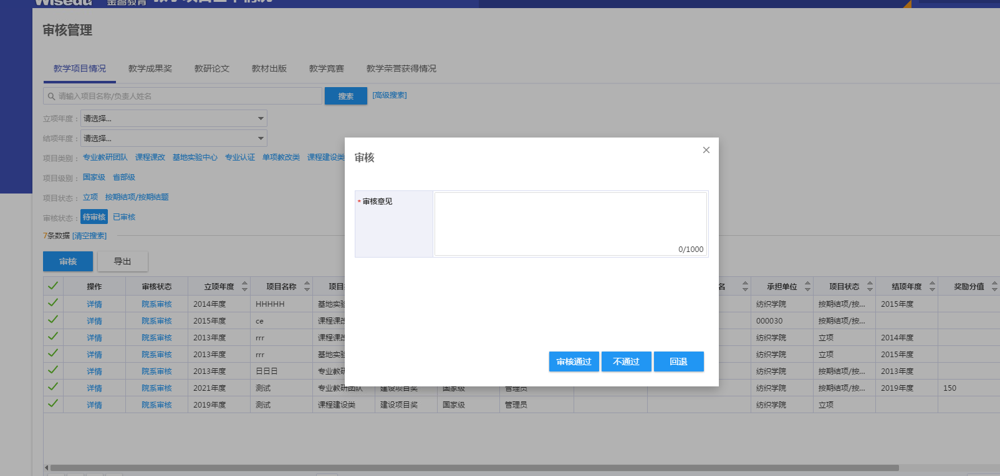 Wisedu 金智教育
审核管理
教学项目情况 教学成果奖 教研论文 教材出版 教学竞赛 教学荣誉获得情况
请输入项目名称/负责人姓名 搜索 [高级搜索]
立项年度： 请选择...
结项年度： 请选择...
项目类别： 专业教研团队 课程课改 基地实验中心 专业认证 单项教改类 课程建设类
项目级别： 国家级 省部级
项目状态： 立项 按期结项/按期结题
审核状态： 待审核 已审核
7条数据 [清空搜索]
审核 导出
操作 审核状态 立项年度 项目名称 项目 名 承担单位 项目状态 结项年度 奖励分值
详情 院系审核 2014年度 HHHHH 基地实验 纺织学院 按期结项/按... 2015年度
详情 院系审核 2015年度 ce 课程课改 000030 按期结项/按...
详情 院系审核 2013年度 rrr 课程课改 纺织学院 立项 2014年度
详情 院系审核 2013年度 rrr 基地实验 纺织学院 立项 2015年度
详情 院系审核 2013年度 日日日 专业教研 纺织学院 按期结项/按... 2013年度
详情 院系审核 2021年度 测试 专业教研团队 建设项目奖 国家级 管理员 纺织学院 按期结项/按... 2019年度 150
详情 院系审核 2019年度 测试 课程建设类 建设项目奖 国家级 管理员 纺织学院 立项
审核
* 审核意见
0/1000
审核通过 不通过 回退